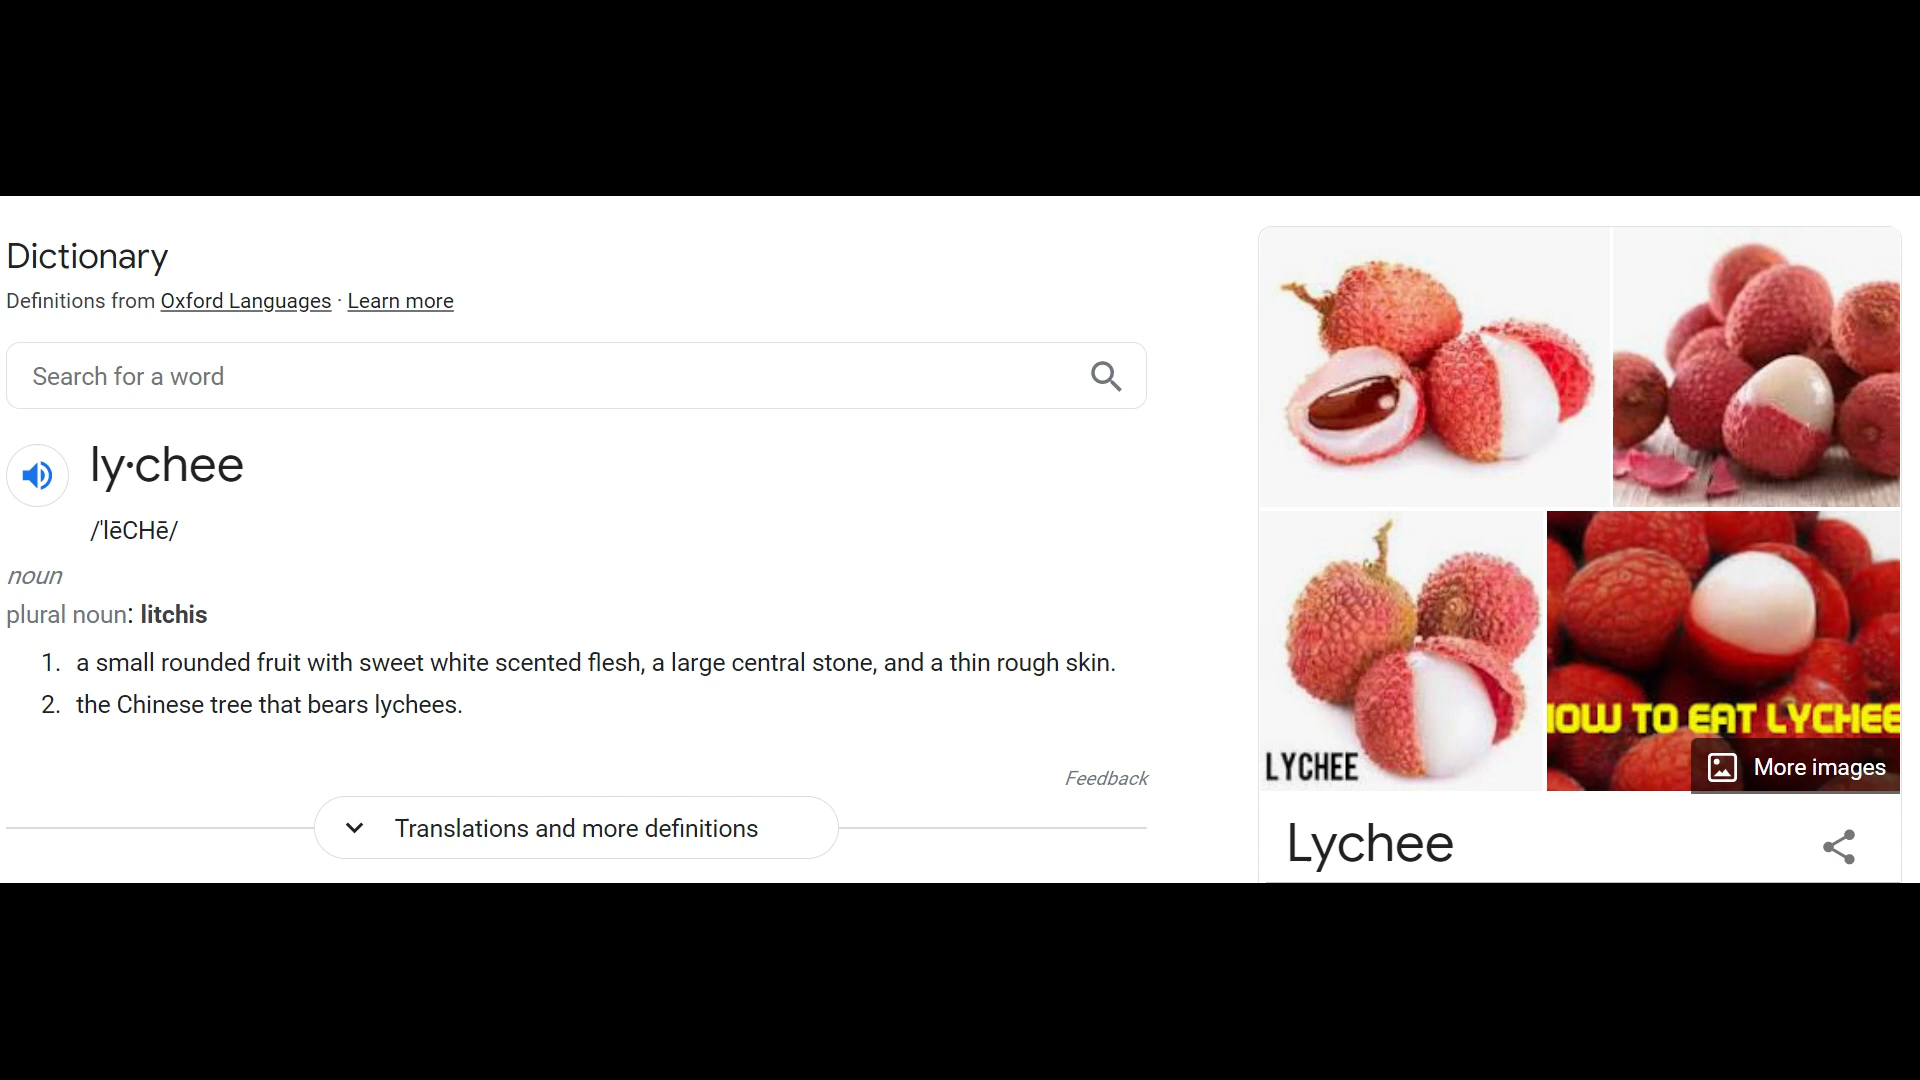 Dictionary
Definitions from Oxford Languages · Learn more
Search for a word
ly·chee
/ˈlēCHē/
noun
plural noun: litchis
1. a small rounded fruit with sweet white scented flesh, a large central stone, and a thin rough skin.
2. the Chinese tree that bears lychees.
Feedback
Translations and more definitions
LYCHEE
OW TO EAT LYCHEE
More images
Lychee